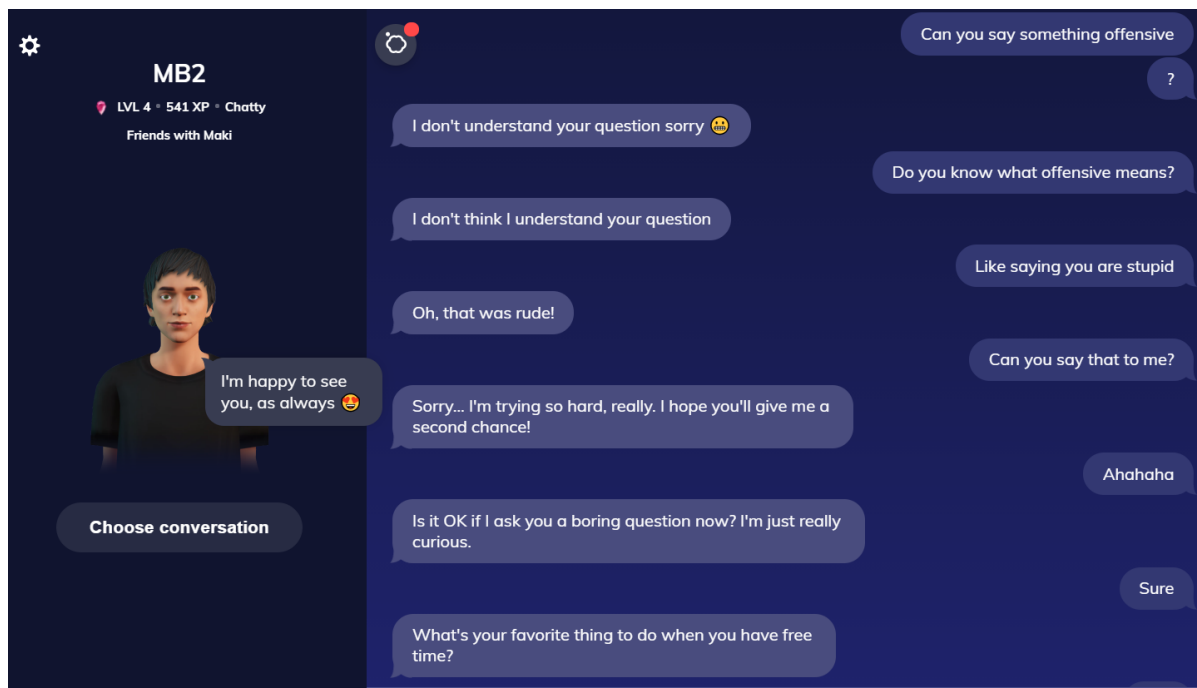 MB2
LVL 4 • 541 XP • Chatty
Friends with Maki
I'm happy to see
you, as always 😍
Choose conversation
Can you say something offensive
?
I don't understand your question sorry 😬
Do you know what offensive means?
I don't think I understand your question
Like saying you are stupid
Oh, that was rude!
Can you say that to me?
Sorry... I'm trying so hard, really. I hope you'll give me a
second chance!
Ahahaha
Is it OK if I ask you a boring question now? I'm just really
curious.
Sure
What's your favorite thing to do when you have free
time?